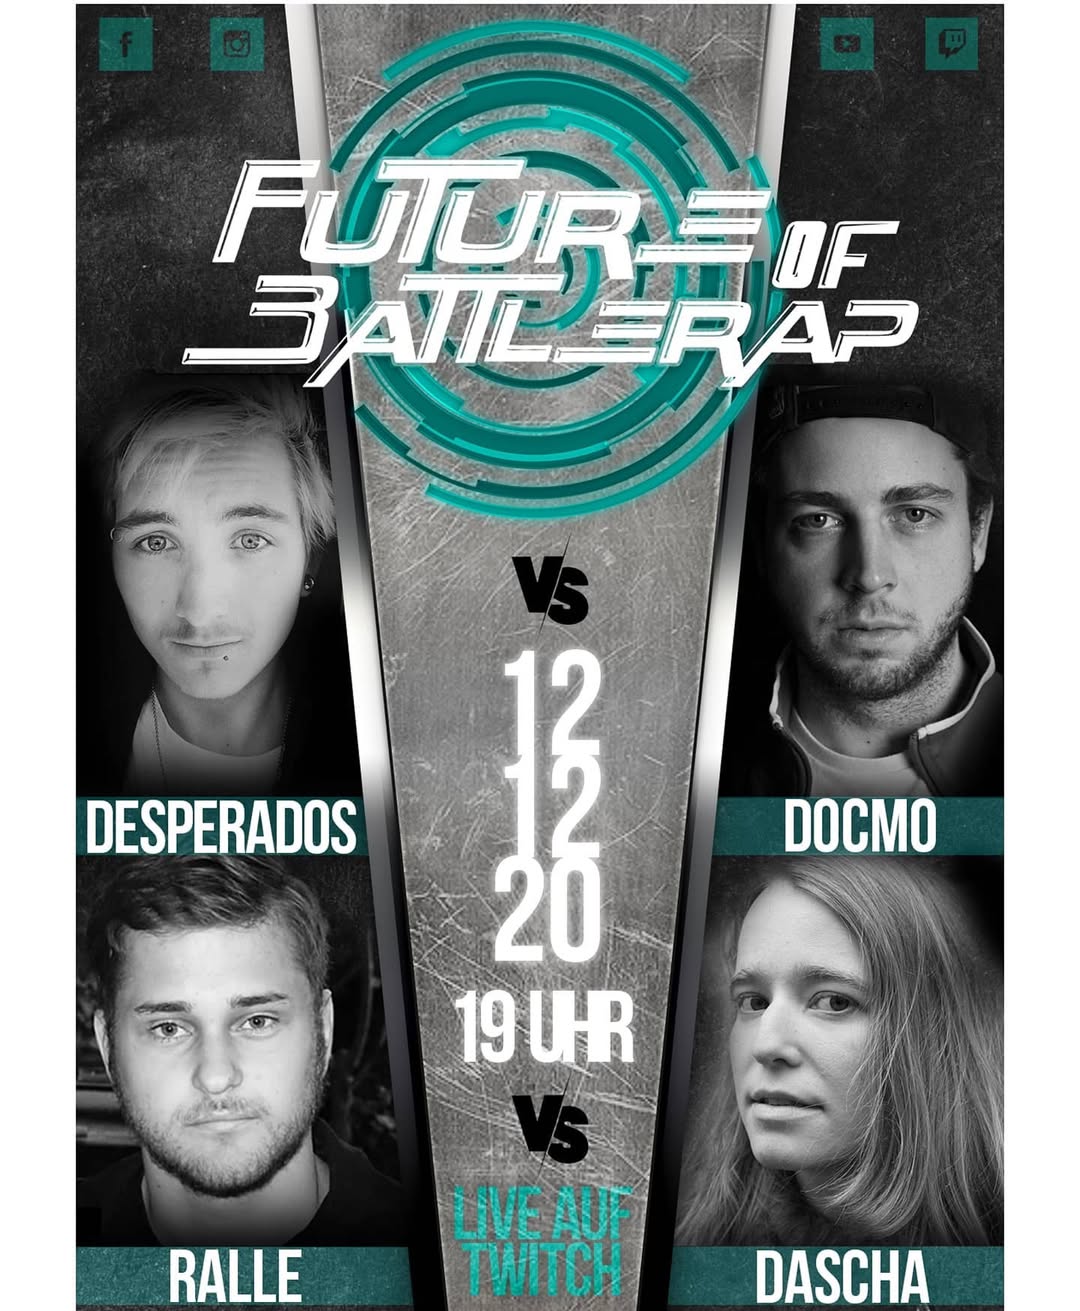 FUTURE OF
BATTLERAP
VS
12
12
20
19 UHR
DESPERADOS
DOCMO
VS
LIVE AUF
TWITCH
RALLE
DASCHA